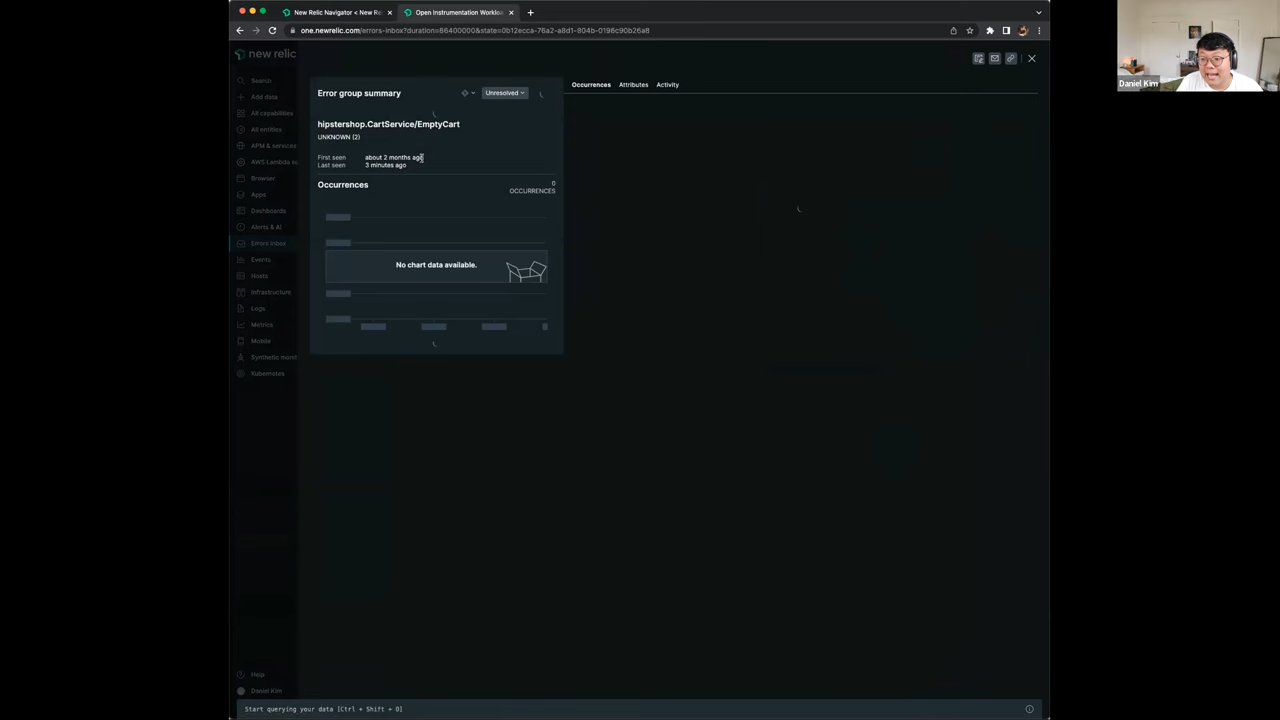 New Relic Navigator < New Re
Open Instrumentation Worklo
one.newrelic.com/errors-inbox?duration=86400000&state=0b12ecca-76a2-a8d1-804b-0196c90b26a8
new relic
Search
Add data
All capabilities
All entities
APM & services
AWS Lambda su
Browser
Apps
Dashboards
Alerts & AI
Errors Inbox
Events
Hosts
Infrastructure
Logs
Metrics
Mobile
Synthetic monit
Kubernetes
Help
Daniel Kim
Error group summary
Unresolved
hipstershop.CartService/EmptyCart
UNKNOWN (2)
First seen about 2 months ago
Last seen 3 minutes ago
Occurrences
0
OCCURRENCES
No chart data available.
Occurrences Attributes Activity
Start querying your data [Ctrl + Shift + O]
Daniel Kim